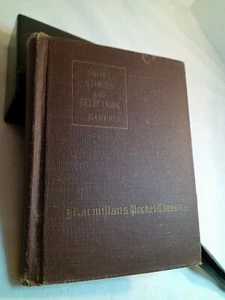 SHORT
STORIES
AND
SELECTIONS
Macmillan's Pocket Classics